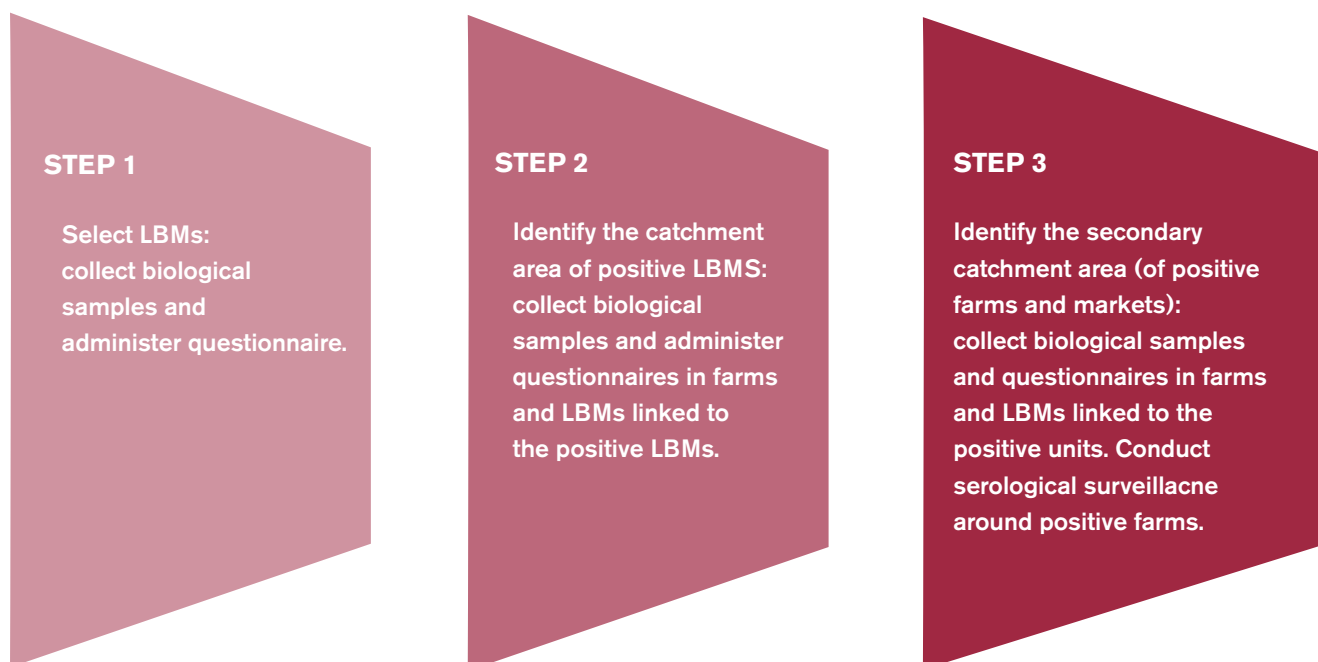 STEP 1
Select LBMs:
collect biological
samples and
administer questionnaire.
STEP 2
Identify the catchment
area of positive LBMS:
collect biological
samples and administer
questionnaires in farms
and LBMs linked to
the positive LBMs.
STEP 3
Identify the secondary
catchment area (of positive
farms and markets):
collect biological samples
and questionnaires in farms
and LBMs linked to the
positive units. Conduct
serological surveillacne
around positive farms.